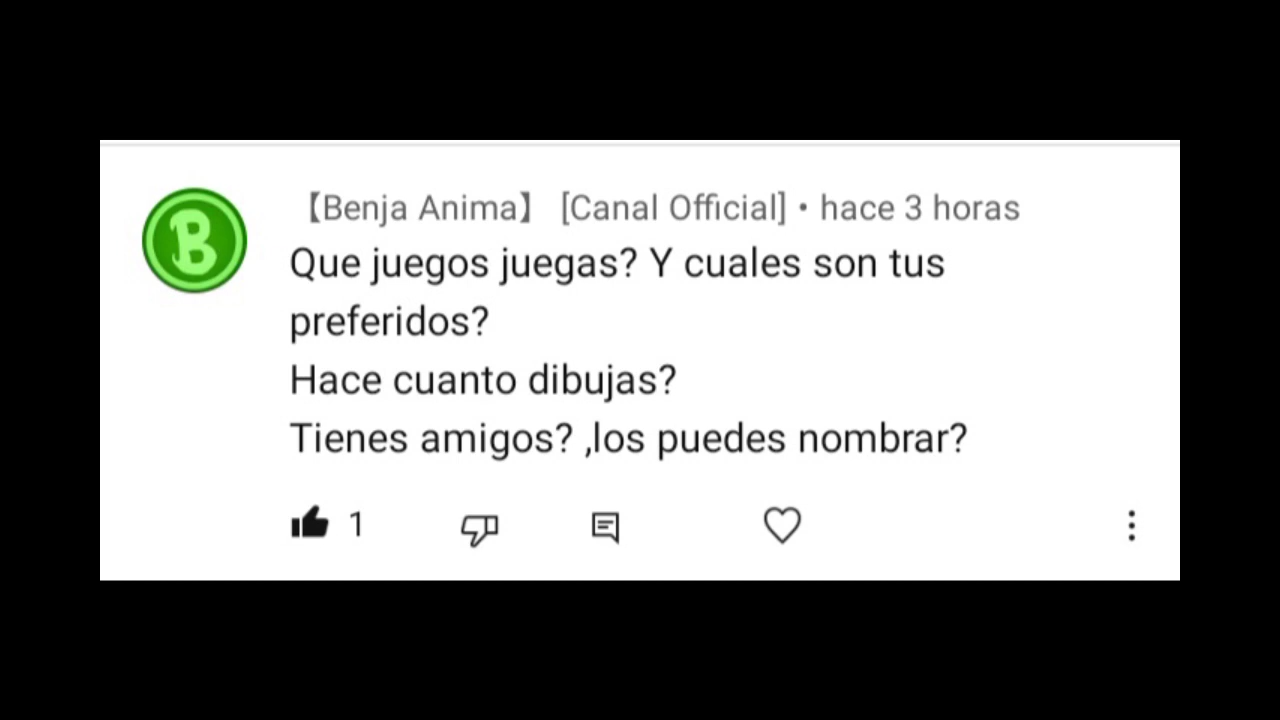 B
【Benja Anima】 [Canal Official] • hace 3 horas
Que juegos juegas? Y cuales son tus
preferidos?
Hace cuanto dibujas?
Tienes amigos? ,los puedes nombrar?
1